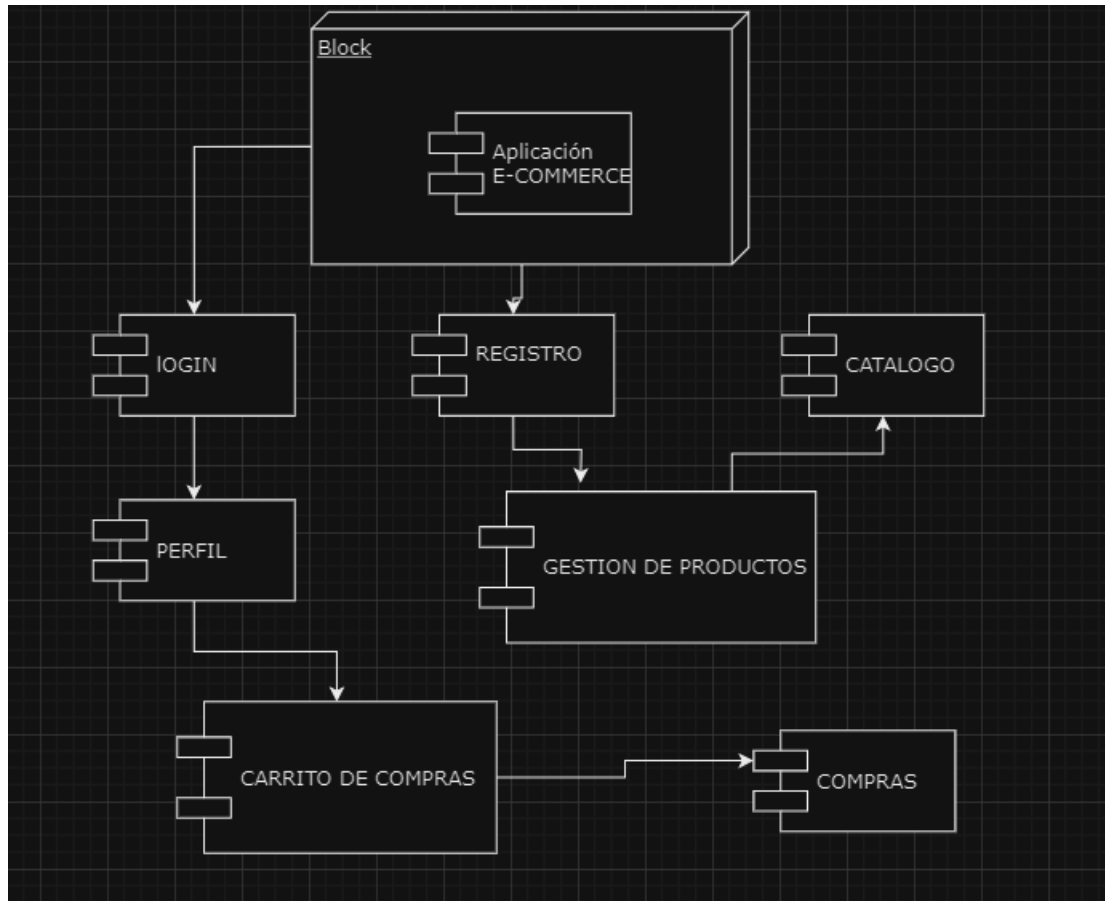 Block
Aplicación
E-COMMERCE
lOGIN
REGISTRO
CATALOGO
PERFIL
GESTION DE PRODUCTOS
CARRITO DE COMPRAS
COMPRAS